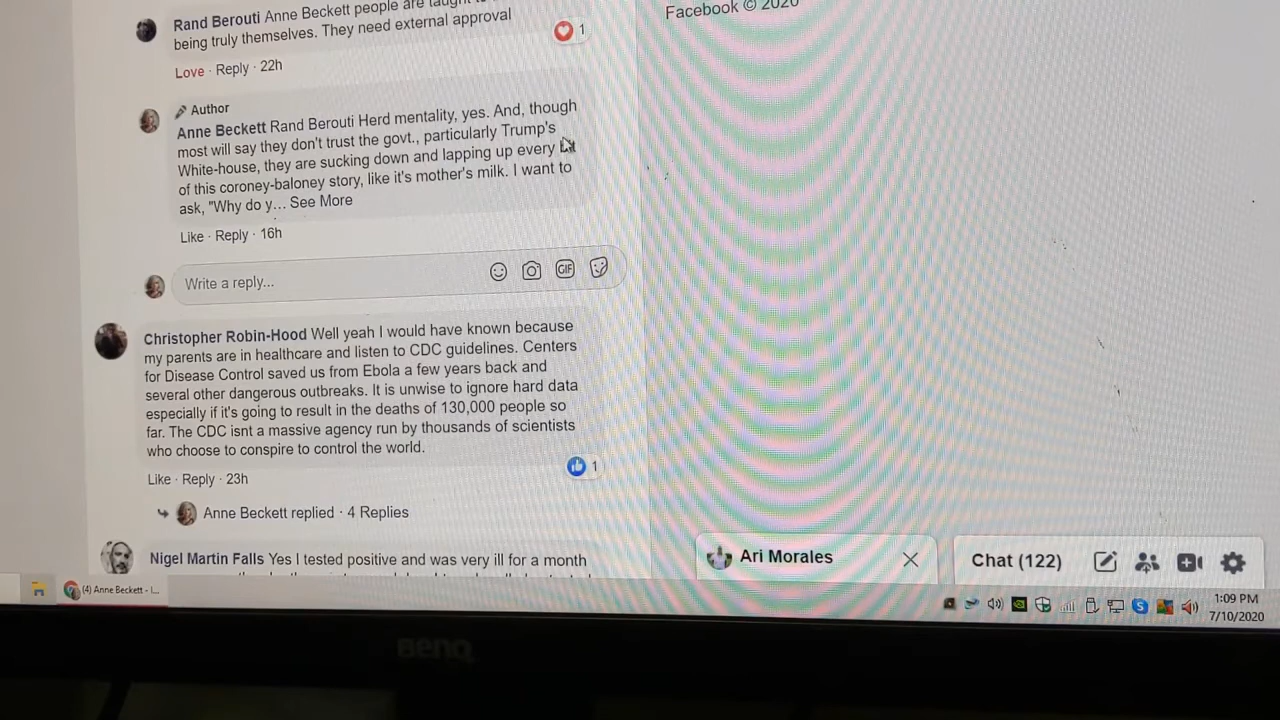 Facebook © 2020
Rand Berouti Anne Beckett people are taught to
being truly themselves. They need external approval
1
Love · Reply · 22h
Author
Anne Beckett Rand Berouti Herd mentality, yes. And, though
most will say they don't trust the govt., particularly Trump's
White-house, they are sucking down and lapping up every
of this coroney-baloney story, like it's mother's milk. I want to
ask, "Why do y... See More
Like · Reply · 16h
Write a reply...
GIF
Christopher Robin-Hood Well yeah I would have known because
my parents are in healthcare and listen to CDC guidelines. Centers
for Disease Control saved us from Ebola a few years back and
several other dangerous outbreaks. It is unwise to ignore hard data
especially if it's going to result in the deaths of 130,000 people so
far. The CDC isnt a massive agency run by thousands of scientists
who choose to conspire to control the world.
1
Like · Reply · 23h
Anne Beckett replied · 4 Replies
Nigel Martin Falls Yes I tested positive and was very ill for a month
Ari Morales
Chat (122)
(4) Anne Beckett - I...
1:09 PM
7/10/2020
BenQ